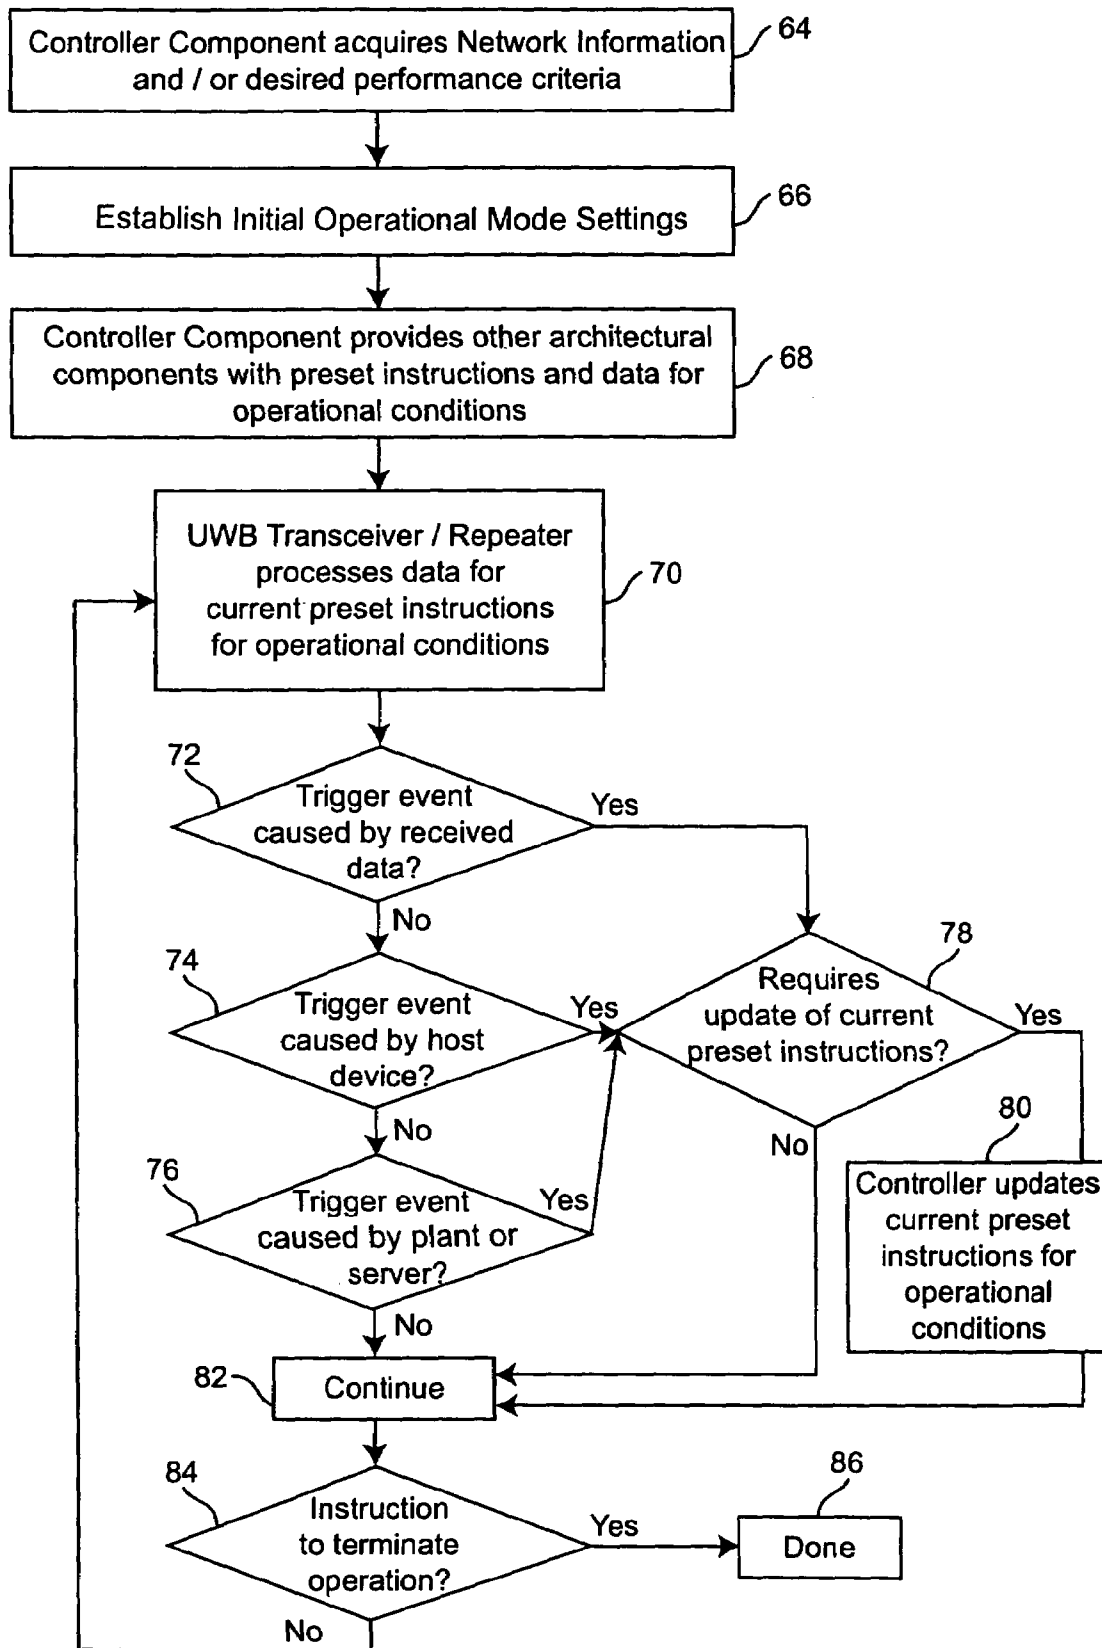 Controller Component acquires Network Information
and / or desired performance criteria
64
Establish Initial Operational Mode Settings
66
Controller Component provides other architectural
components with preset instructions and data for
operational conditions
68
UWB Transceiver / Repeater
processes data for
current preset instructions
for operational conditions
70
72
Trigger event
caused by received
data?
Yes
No
74
Trigger event
caused by host
device?
Yes
No
78
Requires
update of current
preset instructions?
Yes
No
76
Trigger event
caused by plant or
server?
Yes
No
80
Controller updates
current preset
instructions for
operational
conditions
82
Continue
84
Instruction
to terminate
operation?
Yes
No
86
Done